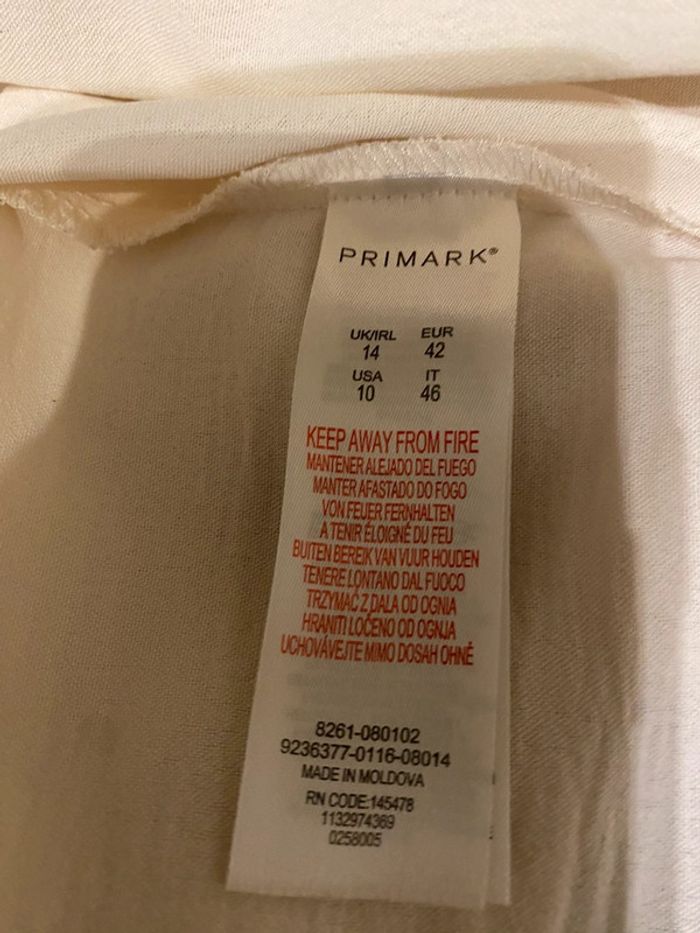 PRIMARK®
UK/IRL EUR
14 42
USA IT
10 46
KEEP AWAY FROM FIRE
MANTENER ALEJADO DEL FUEGO
MANTER AFASTADO DO FOGO
VON FEUER FERNHALTEN
A TENIR ÉLOIGNÉ DU FEU
BUITEN BEREIK VAN VUUR HOUDEN
TENERE LONTANO DAL FUOCO
TRZYMAĆ Z DALA OD OGNIA
HRANITI LOČENO OD OGNJA
UCHOVÁVEJTE MIMO DOSAH OHNĚ
8261-080102
9236377-0116-08014
MADE IN MOLDOVA
RN CODE:145478
1132974369
0258005